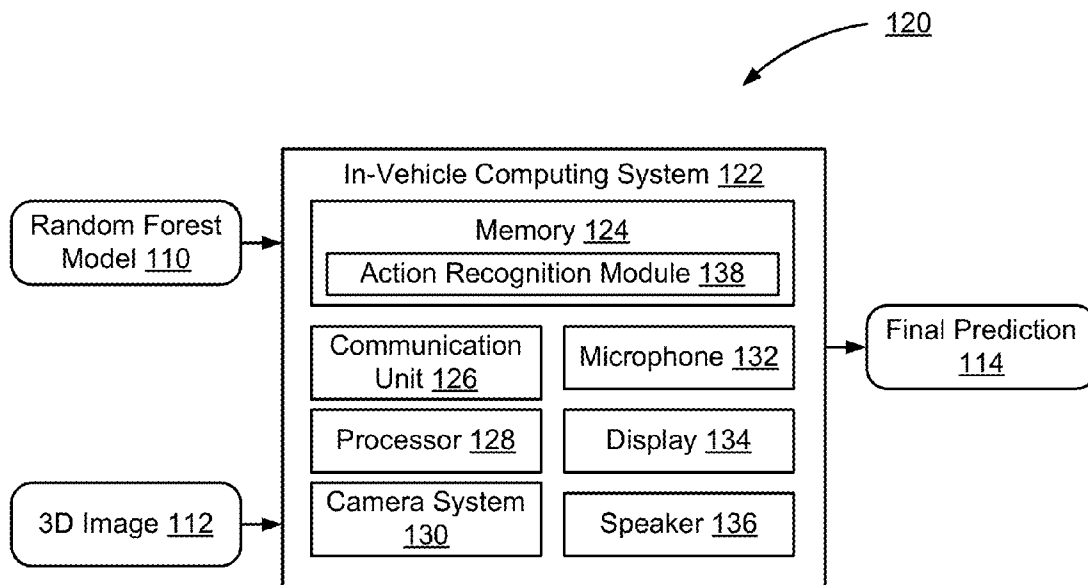 120
In-Vehicle Computing System 122
Random Forest
Model 110
Memory 124
Action Recognition Module 138
Communication
Unit 126
Microphone 132
Final Prediction
114
Processor 128
Display 134
3D Image 112
Camera System
130
Speaker 136